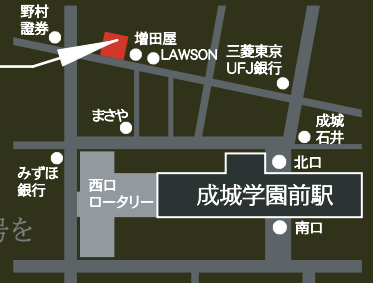 野村
證券
増田屋
LAWSON
三菱東京
UFJ銀行
まさや
成城
石井
みずほ
銀行
西口
ロータリー
北口
成城学園前駅
南口
号を